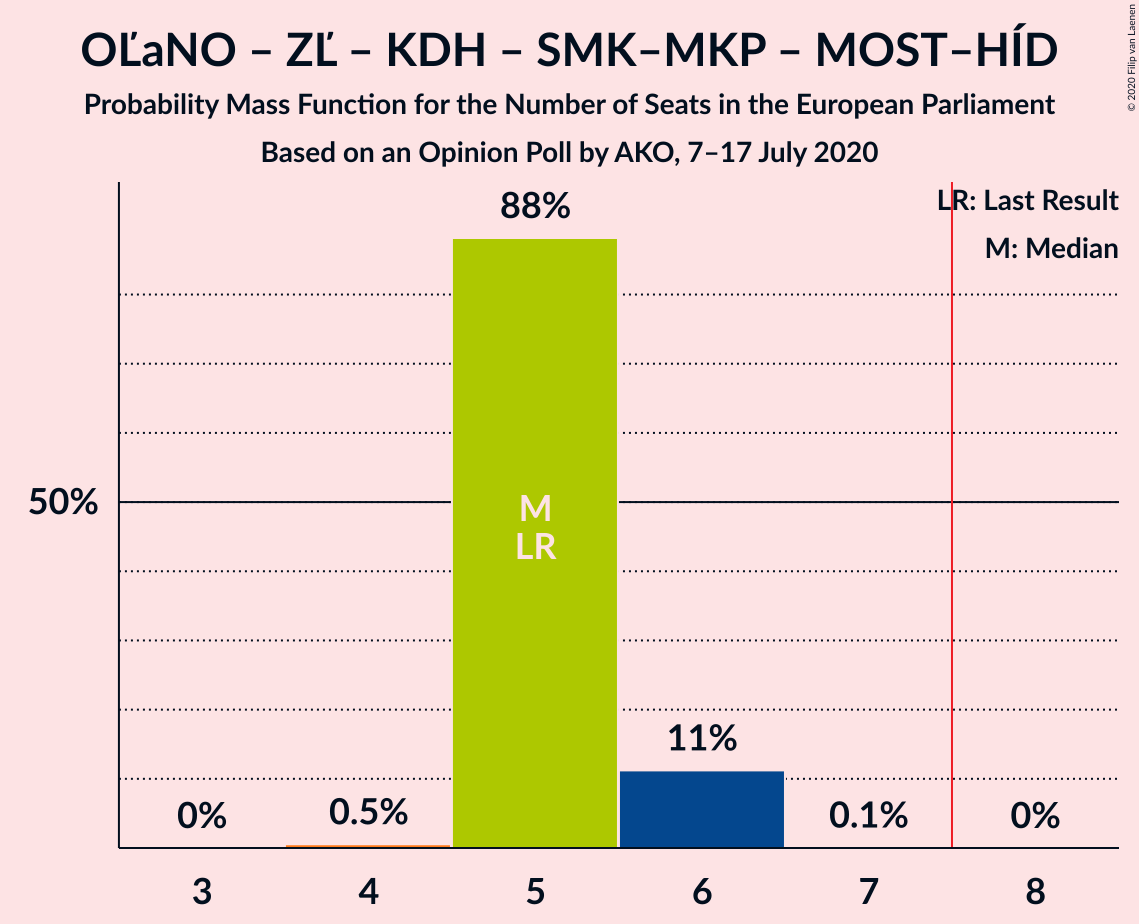 OĽaNO – ZĽ – KDH – SMK–MKP – MOST–HÍD
Probability Mass Function for the Number of Seats in the European Parliament
Based on an Opinion Poll by AKO, 7–17 July 2020
© 2020 Filip van Laenen
LR: Last Result
M: Median
88%
50%
M
LR
11%
0%
0.5%
0.1%
0%
3
4
5
6
7
8